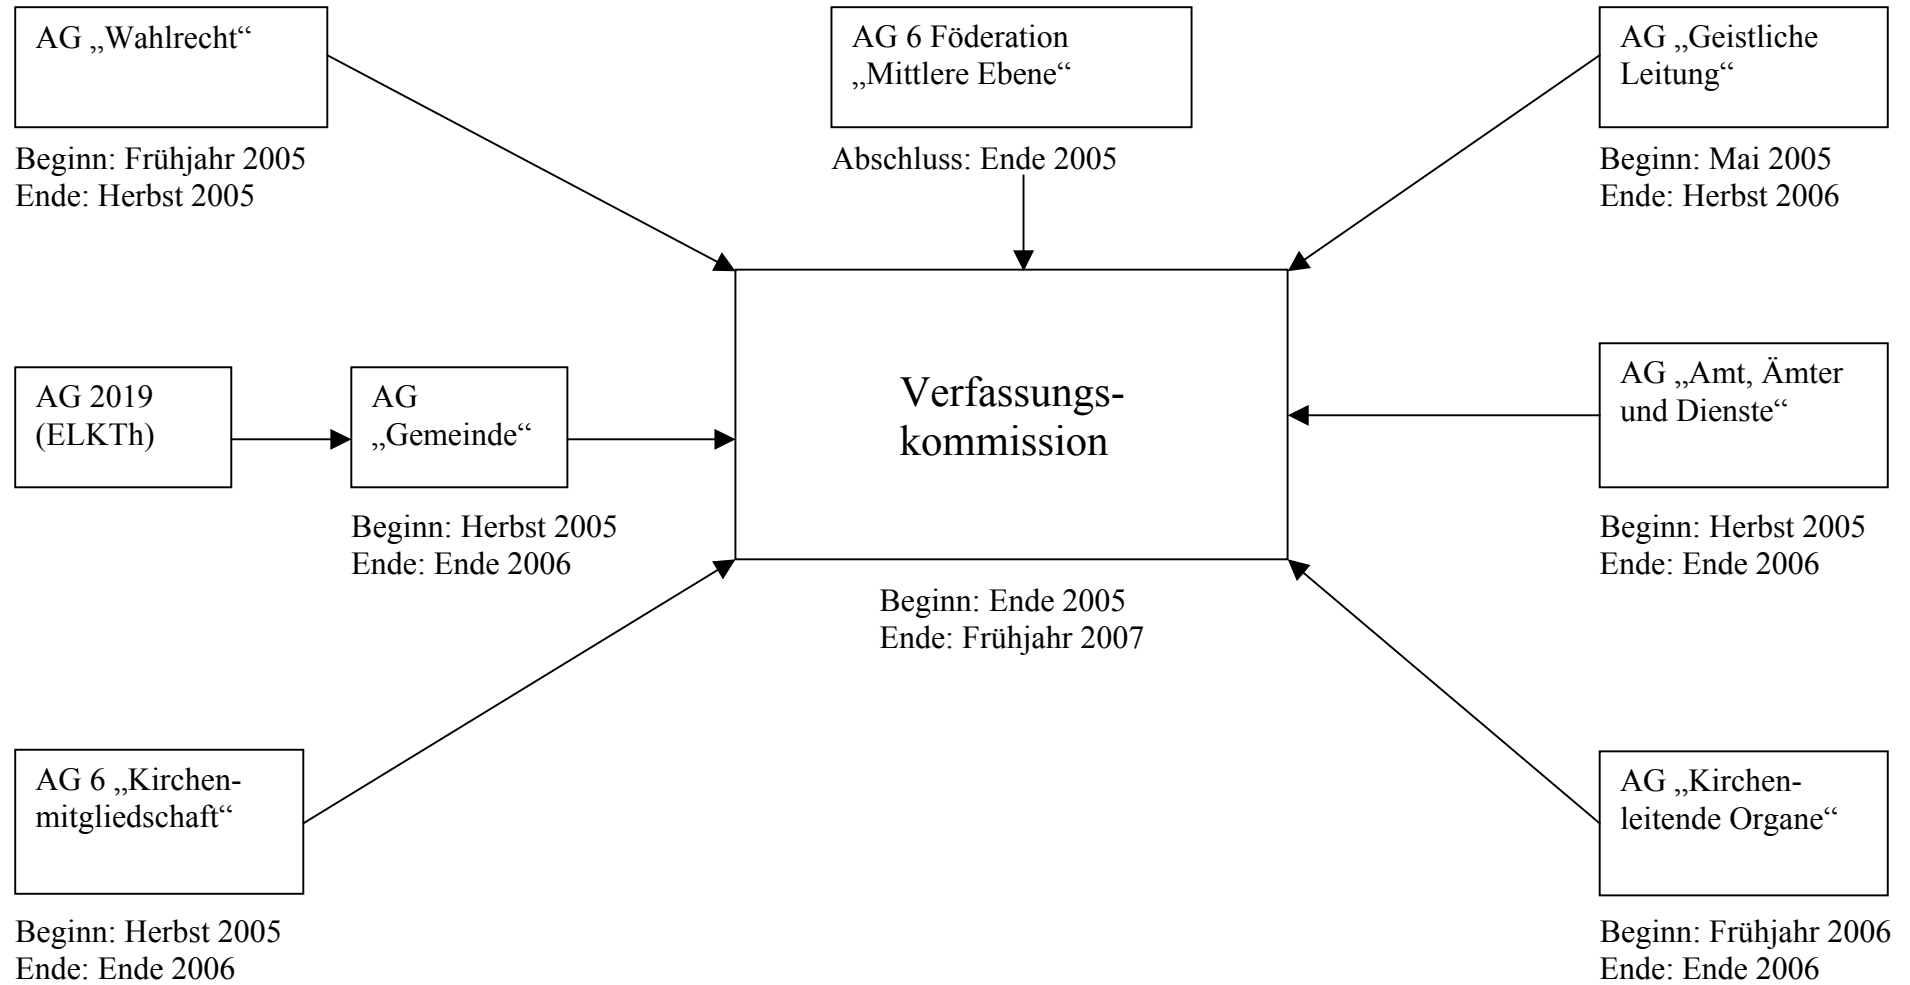 AG „Wahlrecht“
Beginn: Frühjahr 2005
Ende: Herbst 2005
AG 6 Föderation
„Mittlere Ebene“
Abschluss: Ende 2005
AG „Geistliche
Leitung“
Beginn: Mai 2005
Ende: Herbst 2006
AG 2019
(ELKTh)
AG
„Gemeinde“
Beginn: Herbst 2005
Ende: Ende 2006
Verfassungs-
kommission
Beginn: Ende 2005
Ende: Frühjahr 2007
AG „Amt, Ämter
und Dienste“
Beginn: Herbst 2005
Ende: Ende 2006
AG 6 „Kirchen-
mitgliedschaft“
Beginn: Herbst 2005
Ende: Ende 2006
AG „Kirchen-
leitende Organe“
Beginn: Frühjahr 2006
Ende: Ende 2006